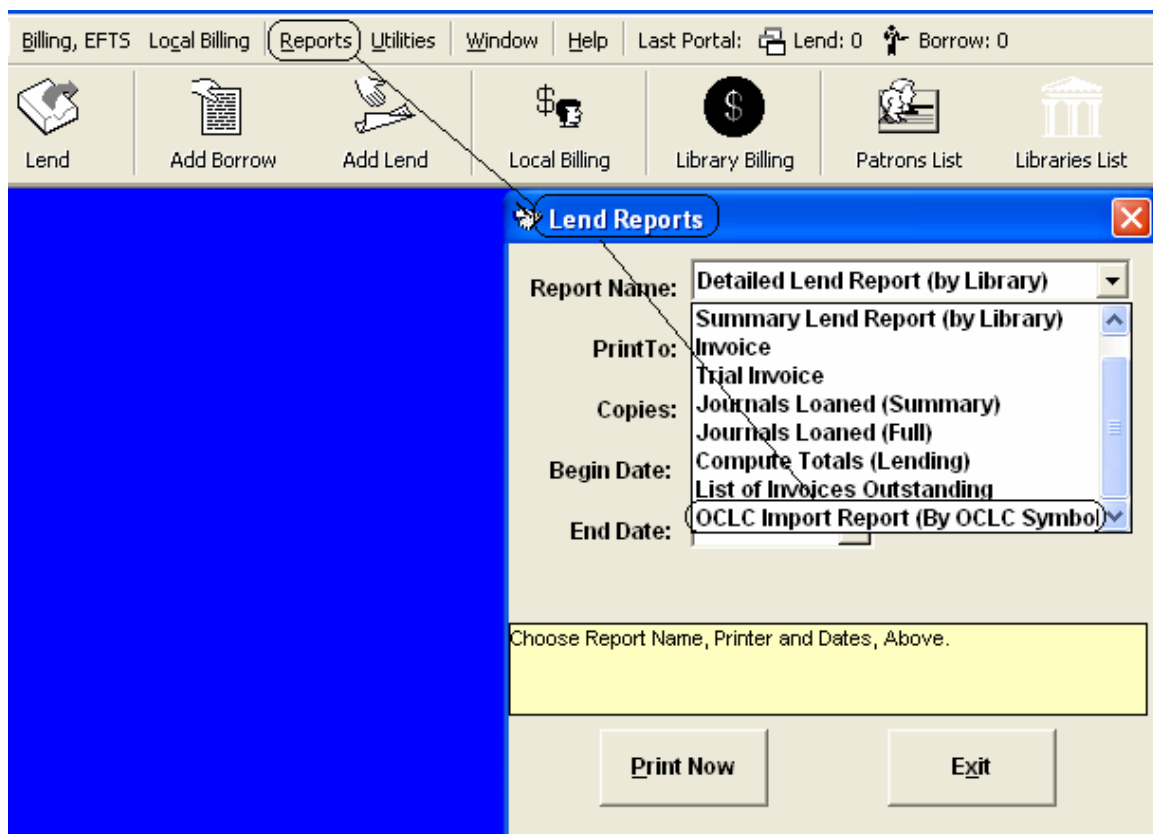 Billing, EFTS Local Billing Reports Utilities Window Help Last Portal: Lend: 0 Borrow: 0
$ $
Lend Add Borrow Add Lend Local Billing Library Billing Patrons List Libraries List
Lend Reports
Report Name: Detailed Lend Report (by Library)
Summary Lend Report (by Library)
PrintTo: Invoice
Trial Invoice
Copies: Journals Loaned (Summary)
Journals Loaned (Full)
Begin Date: Compute Totals (Lending)
List of Invoices Outstanding
End Date: OCLC Import Report (By OCLC Symbol
Choose Report Name, Printer and Dates, Above.
Print Now Exit